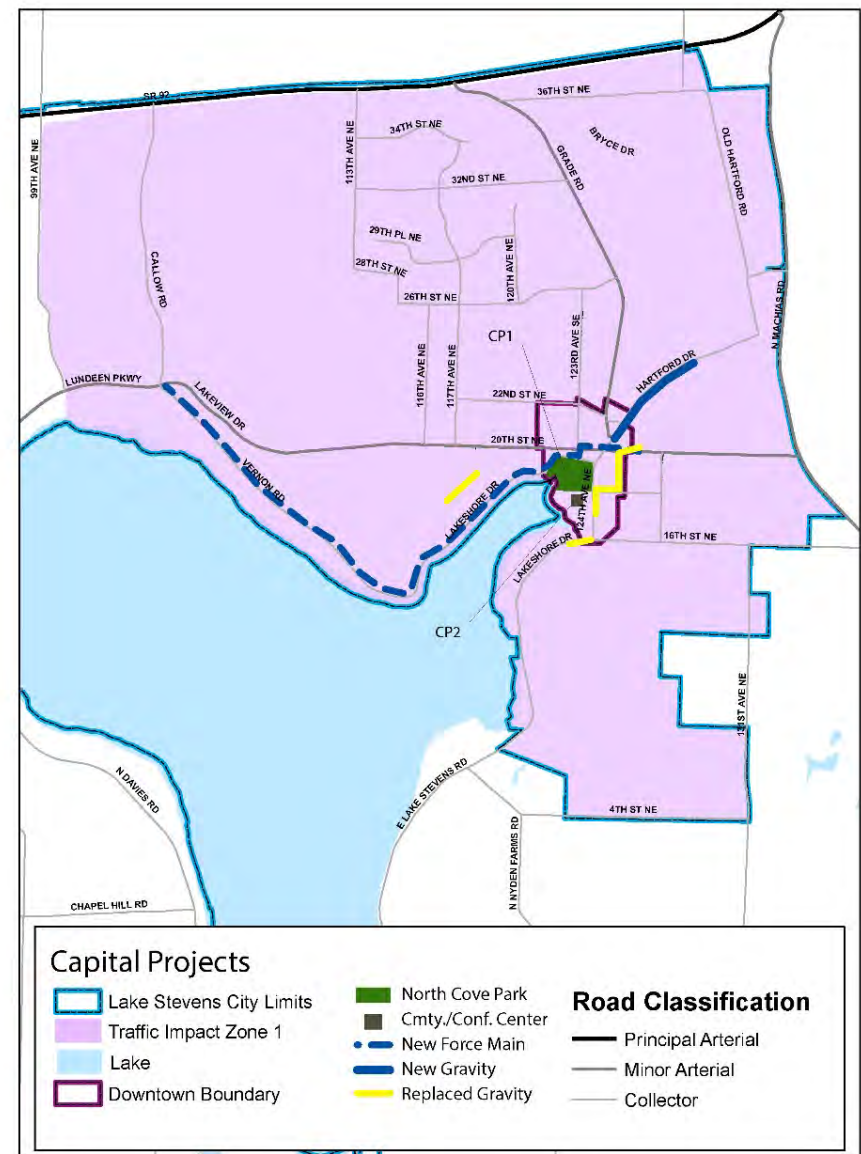 SR 92
36TH ST NE
34TH ST NE
BRYCE DR
99TH AVE NE
113TH AVE NE
GRADE RD
OLD HARTFORD RD
32ND ST NE
29TH PL NE
28TH ST NE
120TH AVE NE
CALLOW RD
26TH ST NE
N MACHIAS RD
CP1
123RD AVE SE
116TH AVE NE
117TH AVE NE
HARTFORD DR
LUNDEEN PKWY
LAKEVIEW DR
22ND ST NE
20TH ST NE
VERNON RD
LAKESHORE DR
124TH AVE NE
LAKESHORE DR
16TH ST NE
CP2
131ST AVE NE
N DAVIES RD
E LAKE STEVENS RD
4TH ST NE
N NYDEN FARMS RD
CHAPEL HILL RD
Capital Projects
Lake Stevens City Limits
Traffic Impact Zone 1
Lake
Downtown Boundary
North Cove Park
Cmty./Conf. Center
New Force Main
New Gravity
Replaced Gravity
Road Classification
Principal Arterial
Minor Arterial
Collector